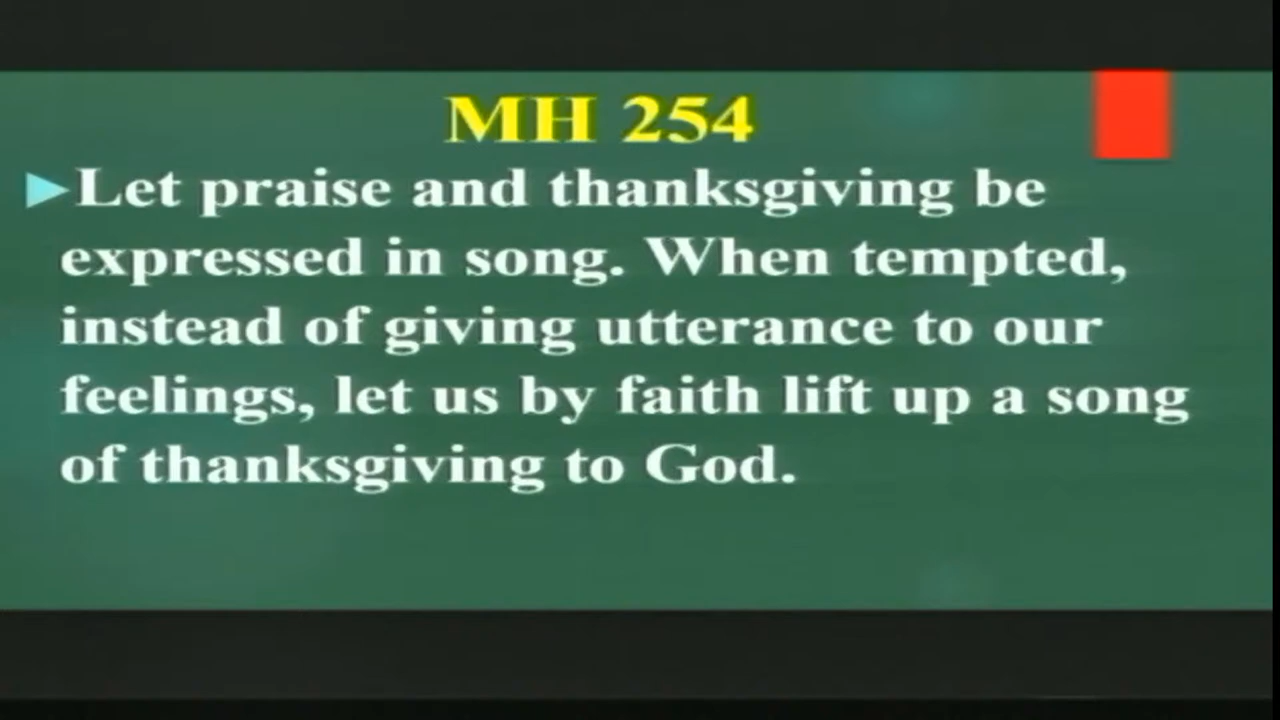 MH 254
►Let praise and thanksgiving be
expressed in song. When tempted,
instead of giving utterance to our
feelings, let us by faith lift up a song
of thanksgiving to God.